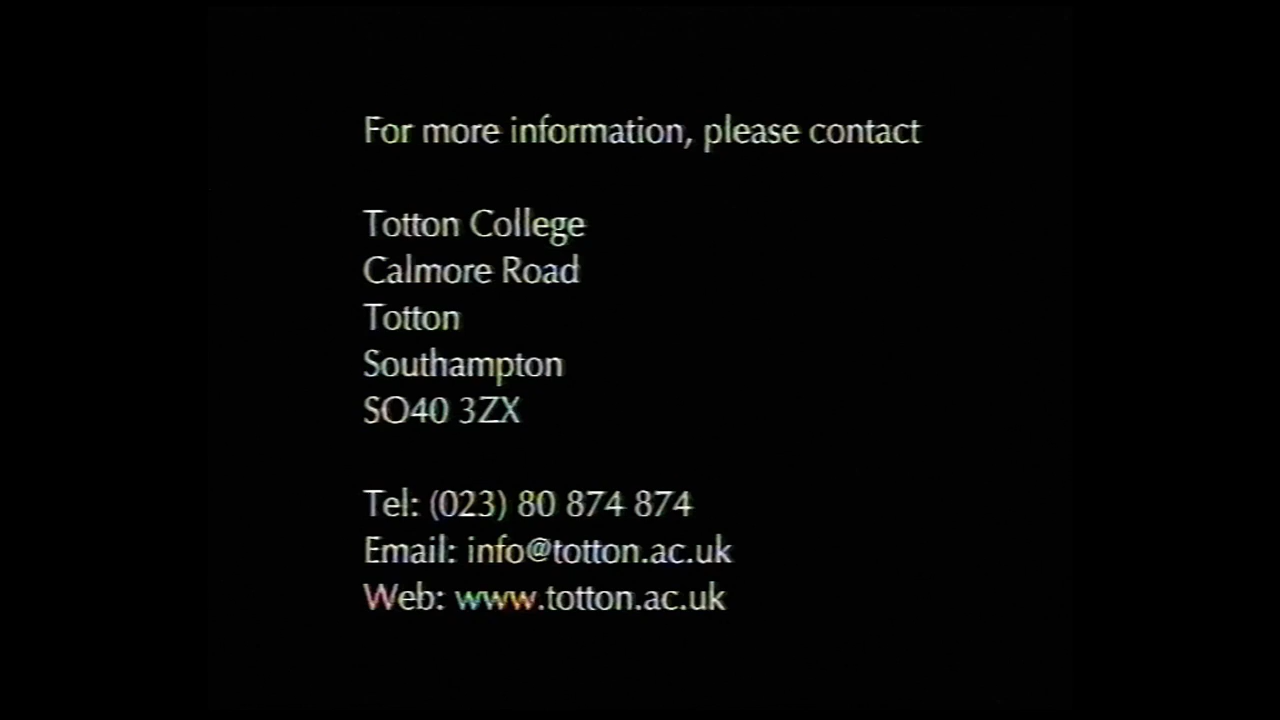 For more information, please contact
Totton College
Calmore Road
Totton
Southampton
SO40 3ZX
Tel: (023) 80 874 874
Email: info@totton.ac.uk
Web: www.totton.ac.uk